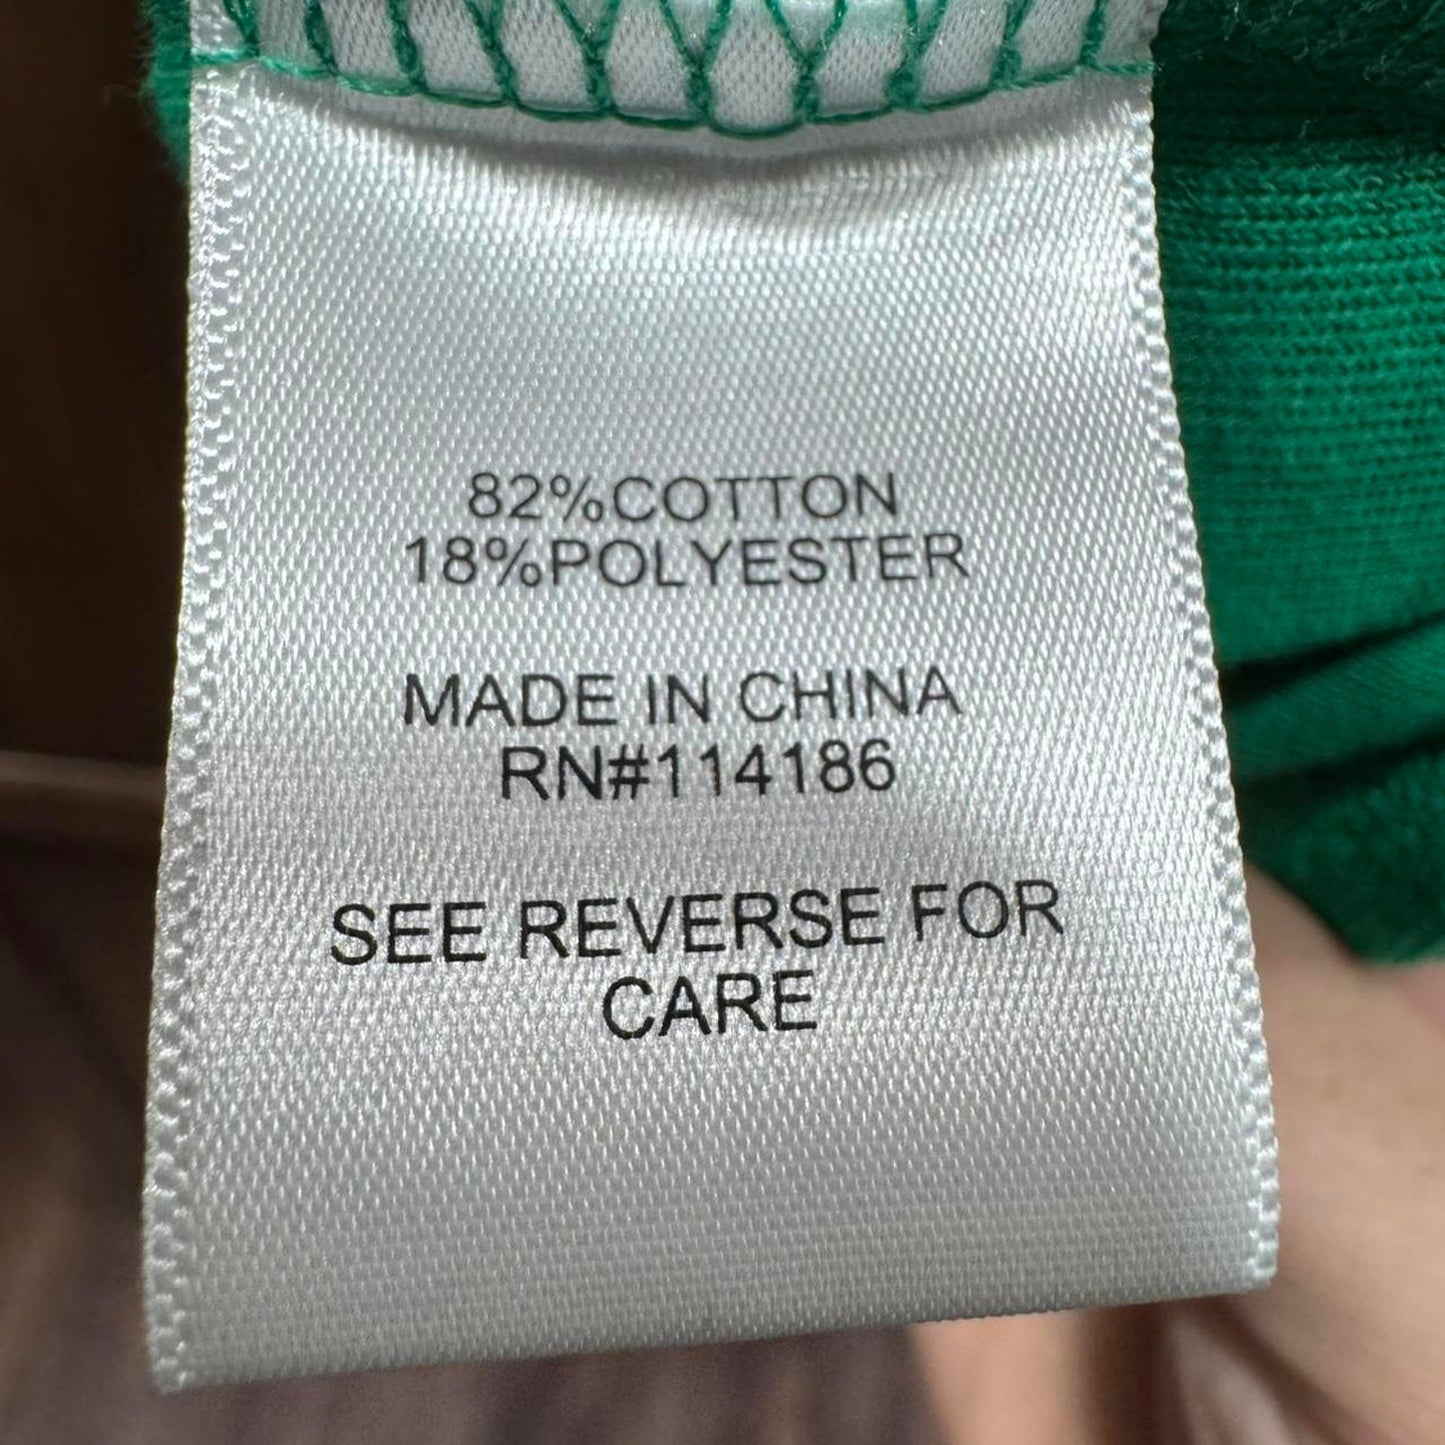 82%COTTON
18%POLYESTER
MADE IN CHINA
RN#114186
SEE REVERSE FOR
CARE